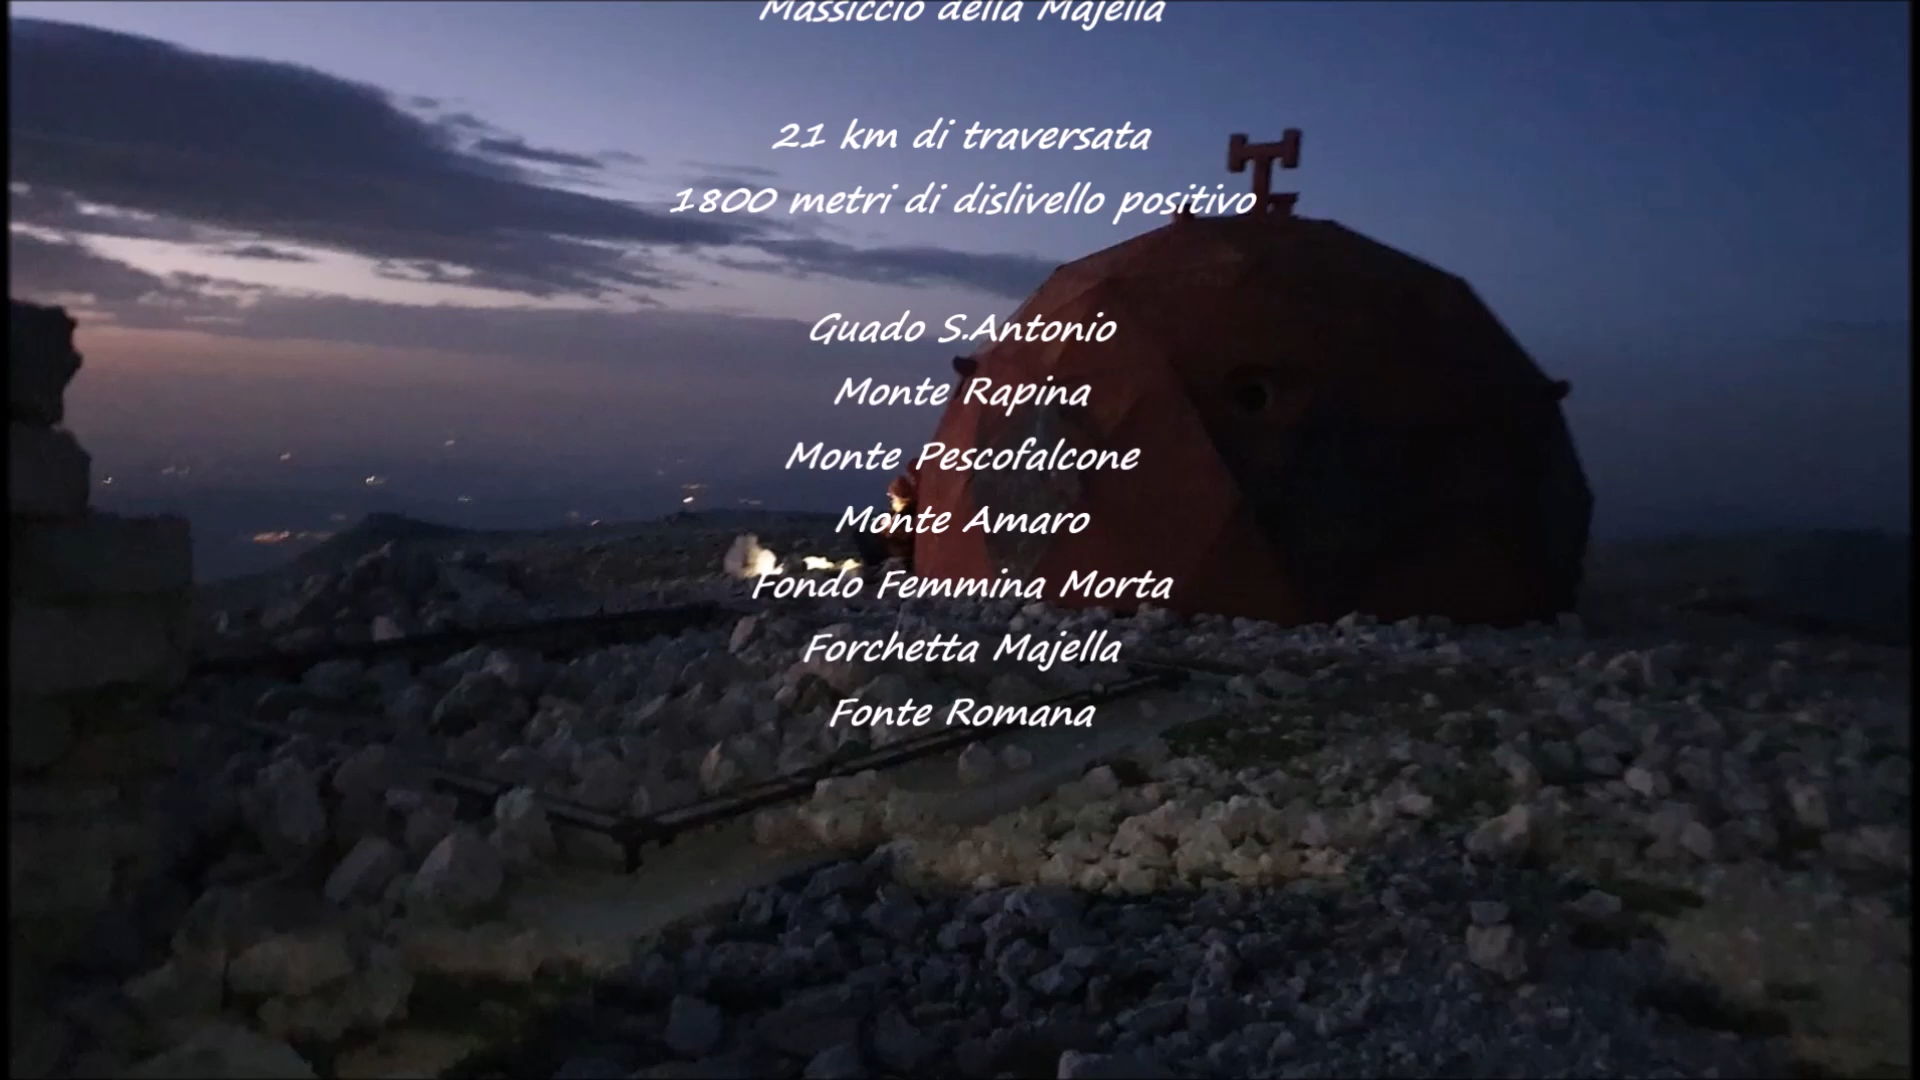 Massiccio della Majella
21 km di traversata
1800 metri di dislivello positivo
Guado S.Antonio
Monte Rapina
Monte Pescofalcone
Monte Amaro
Fondo Femmina Morta
Forchetta Majella
Fonte Romana